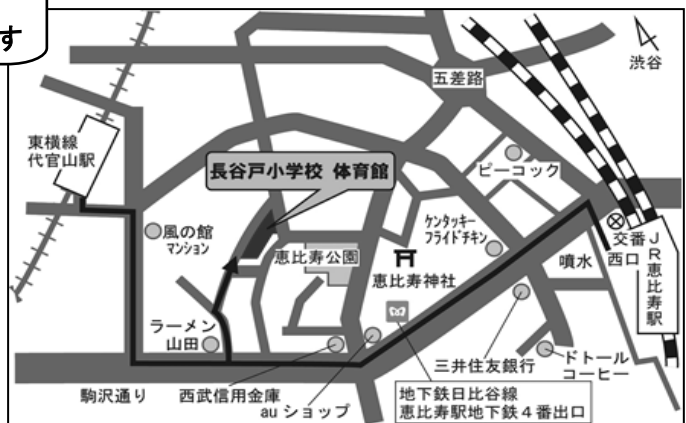 す
渋谷
五差路
東横線
代官山駅
ピーコック
長谷戸小学校 体育館
風の館
マンション
ケンタッキー
フライドチキン
交番
西口
JR恵比寿駅
恵比寿公園
恵比寿神社
噴水
ラーメン
山田
三井住友銀行
ドトール
コーヒー
駒沢通り
西武信用金庫
au ショップ
地下鉄日比谷線
恵比寿駅地下鉄4番出口